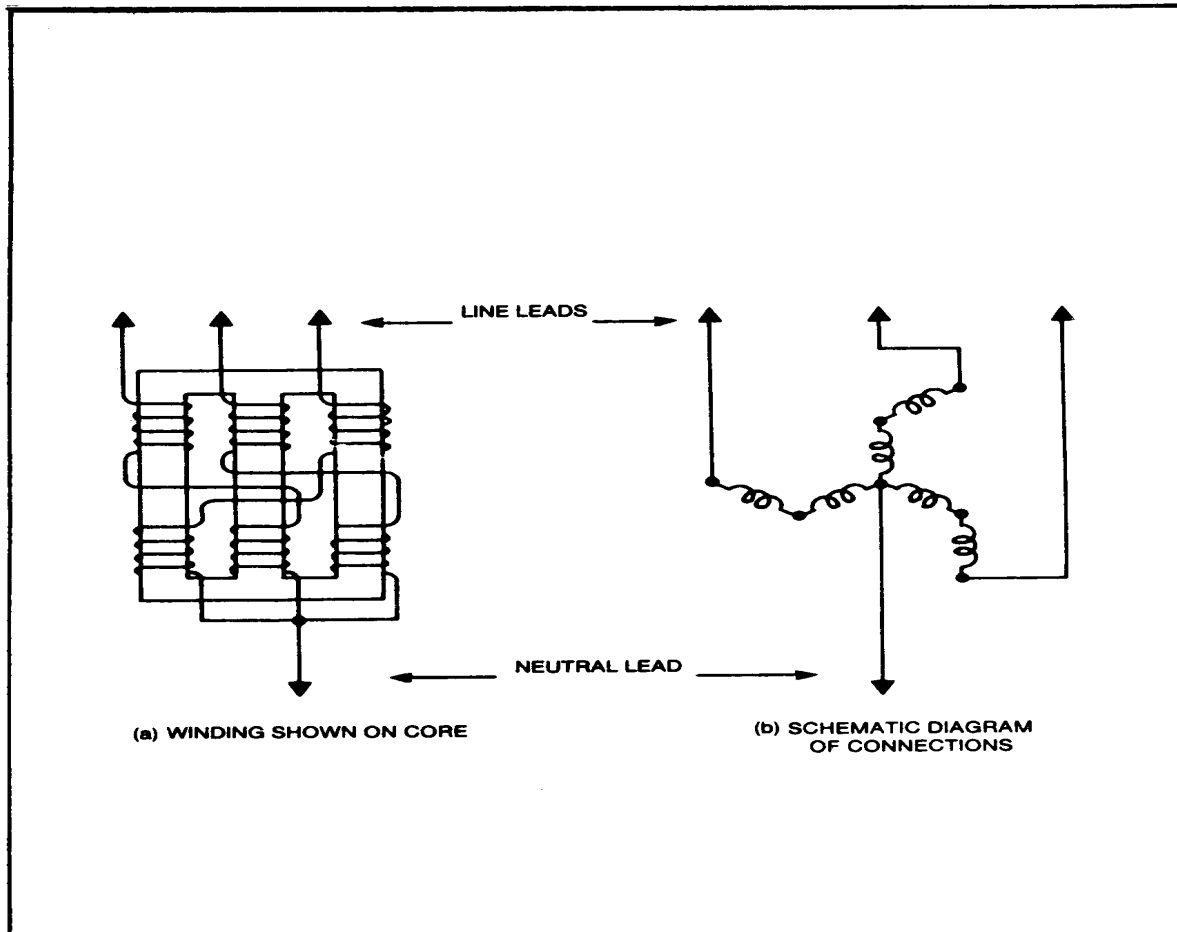 LINE LEADS
NEUTRAL LEAD
(a) WINDING SHOWN ON CORE
(b) SCHEMATIC DIAGRAM
OF CONNECTIONS